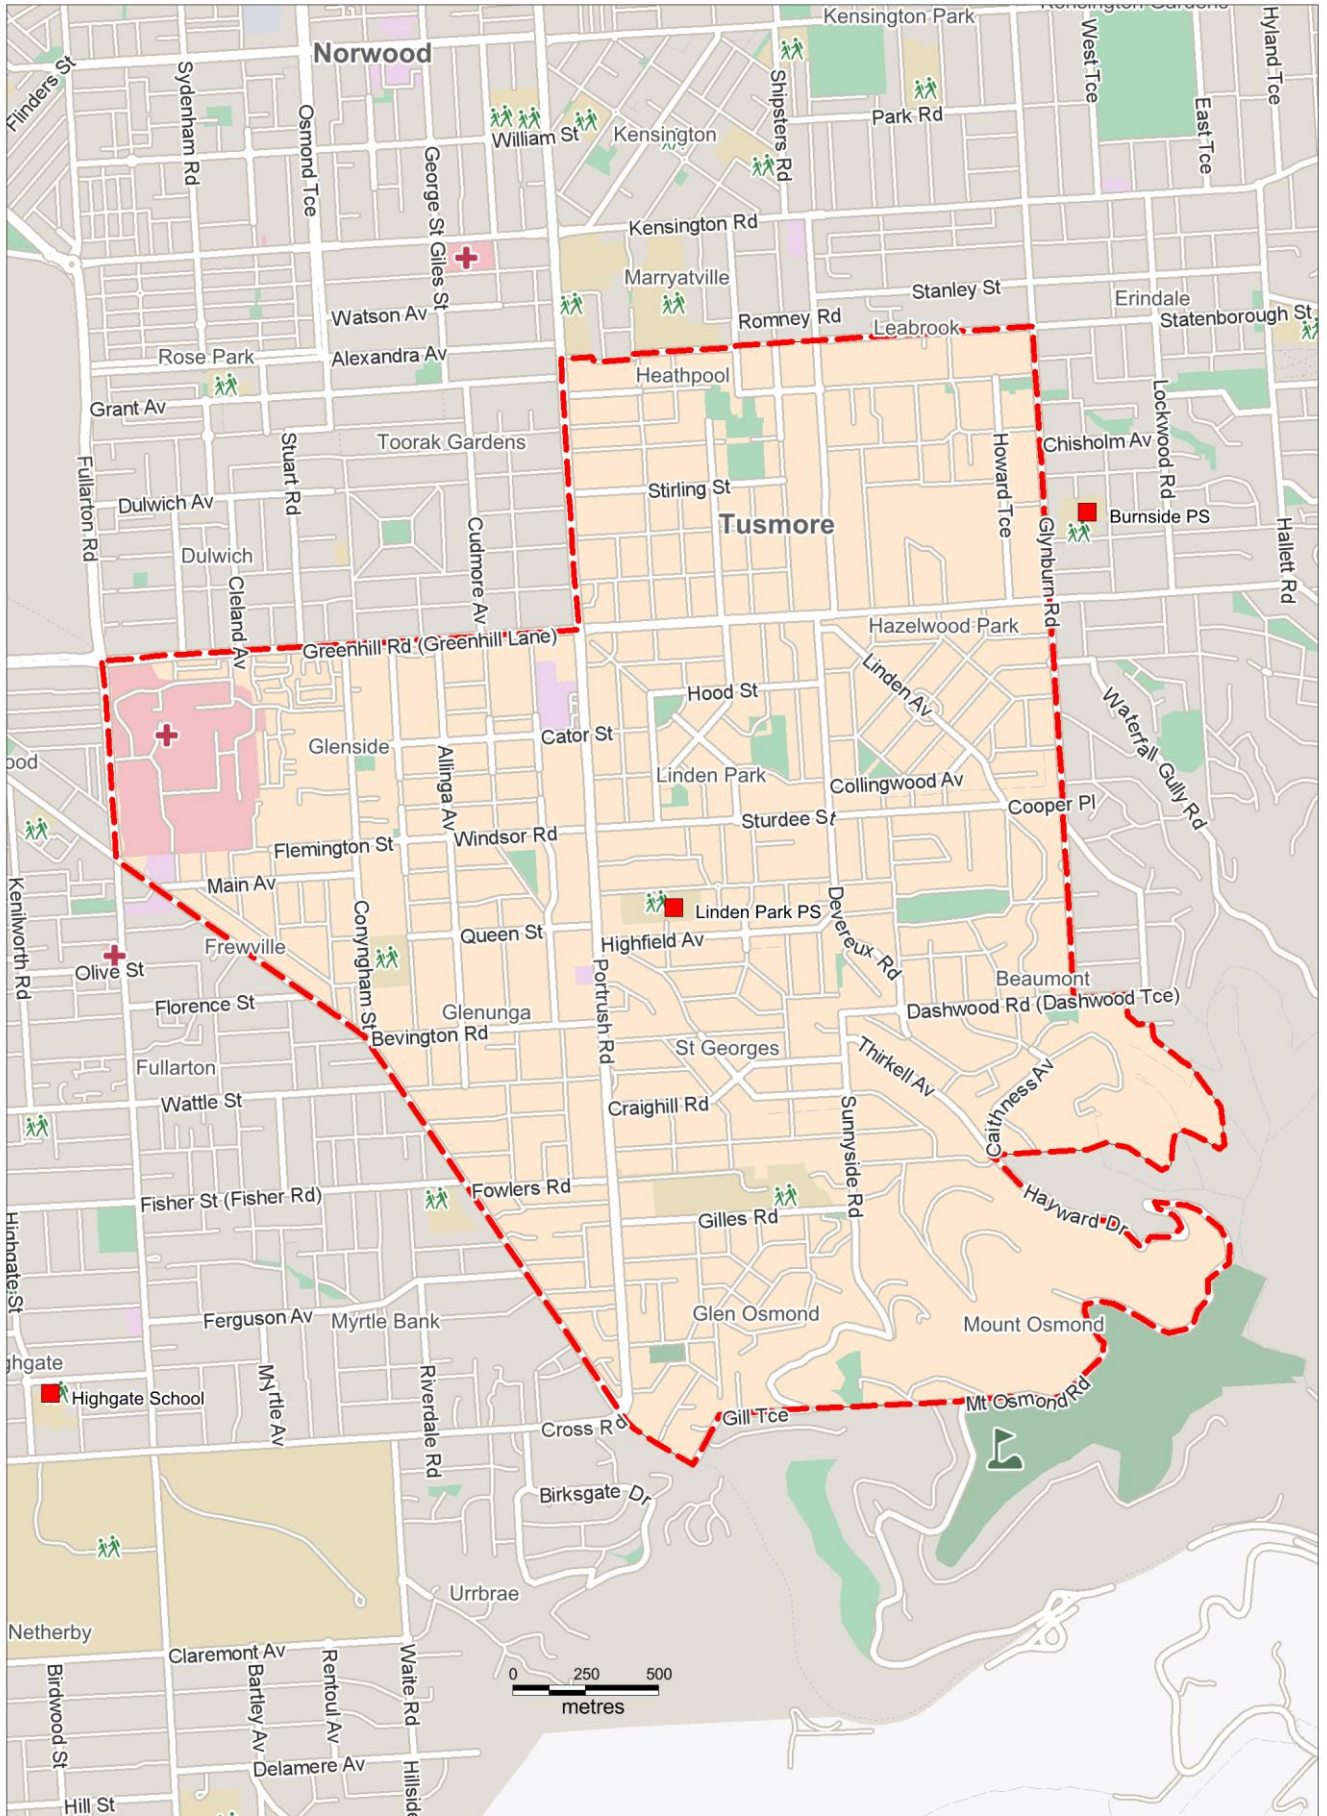 Kensington Park
Kensington Gardens
Norwood
Flinders St
Sydenham Rd
Osmond Tce
George St
William St
Kensington
Shipsters Rd
Park Rd
West Tce
East Tce
Hyland Tce
Kensington Rd
Giles St
Marryatville
Stanley St
Erindale
Statenborough St
Watson Av
Romney Rd
Leabrook
Rose Park
Alexandra Av
Heathpool
Grant Av
Toorak Gardens
Stuart Rd
Howard Tce
Chisholm Av
Lockwood Rd
Fullarton Rd
Dulwich Av
Stirling St
Tusmore
Burnside PS
Dulwich
Cudmore Av
Glynburn Rd
Hallett Rd
Cleland Av
Greenhill Rd (Greenhill Lane)
Hazelwood Park
Linden Av
Hood St
Waterfall Gully Rd
Glenside
Allinga Av
Cator St
Linden Park
Collingwood Av
ood
Cooper Pl
Sturdee St
Flemington St
Windsor Rd
Main Av
Kenilworth Rd
Conyngham St
Linden Park PS
Devereux Rd
Queen St
Highfield Av
Frewville
Olive St
Portrush Rd
Beaumont
Dashwood Rd (Dashwood Tce)
Florence St
Glenunga
Bevington Rd
St Georges
Thirkell Av
Fullarton
Caithness Av
Wattle St
Craighill Rd
Sunnyside Rd
Fowlers Rd
Fisher St (Fisher Rd)
Hayward Dr
Gilles Rd
Highgate St
Ferguson Av
Myrtle Bank
Glen Osmond
Mount Osmond
ghgate
Highgate School
Myrtle Av
Riverdale Rd
Mt Osmond Rd
Gill Tce
Cross Rd
Birksgate Dr
Urrbrae
Netherby
Claremont Av
Birdwood St
Bartley Av
Rentoul Av
Waite Rd
0 250 500
metres
Delamere Av
Hillside
Hill St